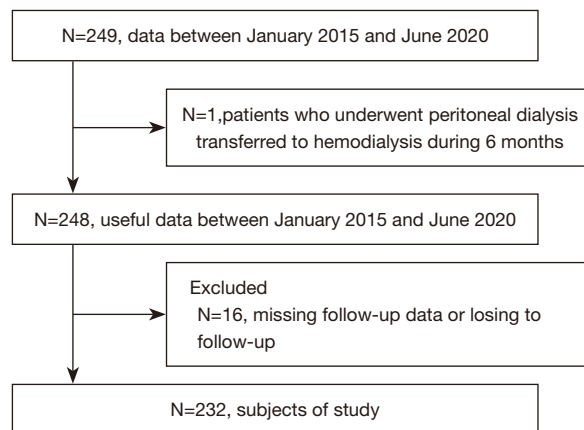 N=249, data between January 2015 and June 2020
N=1,patients who underwent peritoneal dialysis
transferred to hemodialysis during 6 months
N=248, useful data between January 2015 and June 2020
Excluded
N=16, missing follow-up data or losing to
follow-up
N=232, subjects of study